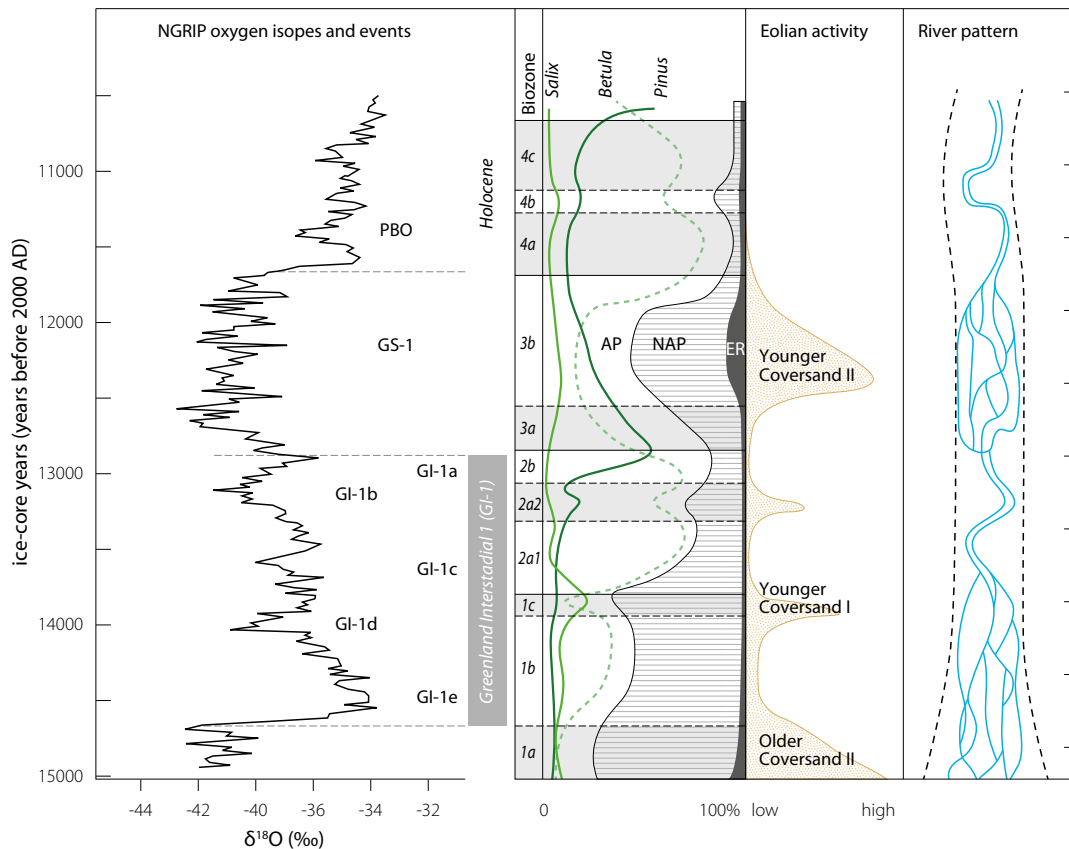 NGRIP oxygen isopes and events
Eolian activity
River pattern
Biozone
Salix
Betula
Pinus
ice-core years (years before 2000 AD)
11000
12000
13000
14000
15000
PBO
GS-1
GI-1a
GI-1b
GI-1c
GI-1d
GI-1e
Holocene
Greenland Interstadial 1 (GI-1)
4c
4b
4a
3b
3a
2b
2a2
2a1
1c
1b
1a
AP
NAP
ER
Younger
Coversand II
Younger
Coversand I
Older
Coversand II
-44
-42
-40
-38
-36
-34
-32
δ¹⁸O (‰)
0
100%
low
high